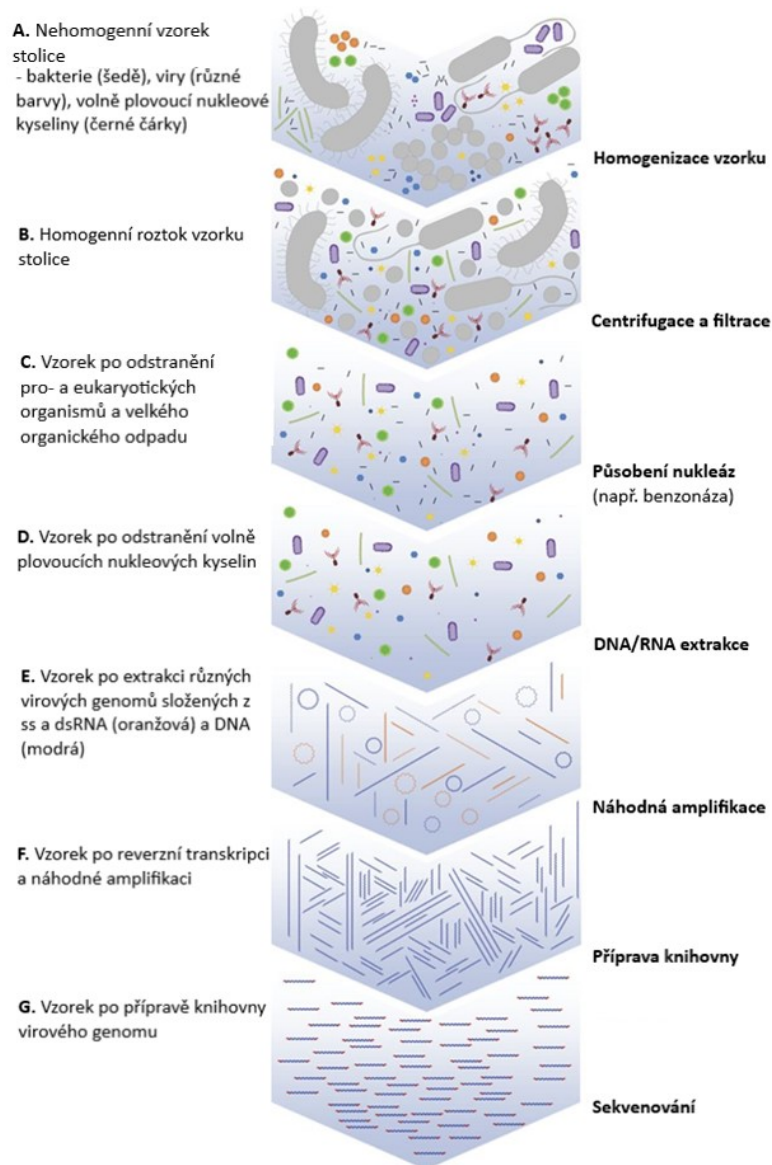 A. Nehomogenní vzorek
stolice
- bakterie (šedě), viry (různé
barvy), volně plovoucí nukleové
kyseliny (černé čárky)
Homogenizace vzorku
B. Homogenní roztok vzorku
stolice
Centrifugace a filtrace
C. Vzorek po odstranění
pro- a eukaryotických
organismů a velkého
organického odpadu
Působení nukleáz
(např. benzonáza)
D. Vzorek po odstranění volně
plovoucích nukleových kyselin
DNA/RNA extrakce
E. Vzorek po extrakci různých
virových genomů složených z
ss a dsRNA (oranžová) a DNA
(modrá)
Náhodná amplifikace
F. Vzorek po reverzní transkripci
a náhodné amplifikaci
Příprava knihovny
G. Vzorek po přípravě knihovny
virového genomu
Sekvenování